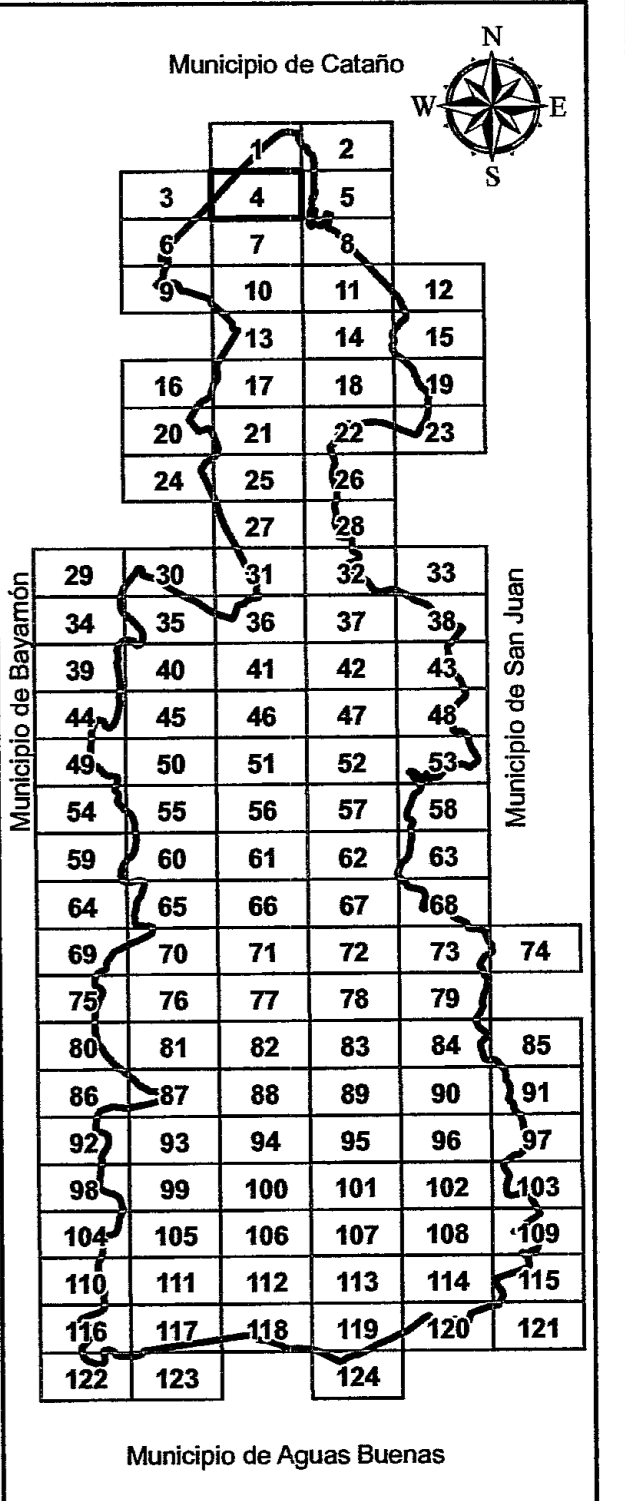 Municipio de Cataño
N
W E
S
1 2
3 4 5
6 7 8
9 10 11 12
13 14 15
16 17 18 19
20 21 22 23
24 25 26
27 28
29 30 31 32 33
34 35 36 37 38
39 40 41 42 43
44 45 46 47 48
49 50 51 52 53
54 55 56 57 58
59 60 61 62 63
64 65 66 67 68
69 70 71 72 73 74
75 76 77 78 79
80 81 82 83 84 85
86 87 88 89 90 91
92 93 94 95 96 97
98 99 100 101 102 103
104 105 106 107 108 109
110 111 112 113 114 115
116 117 118 119 120 121
122 123 124
Municipio de Bayamón
Municipio de San Juan
Municipio de Aguas Buenas